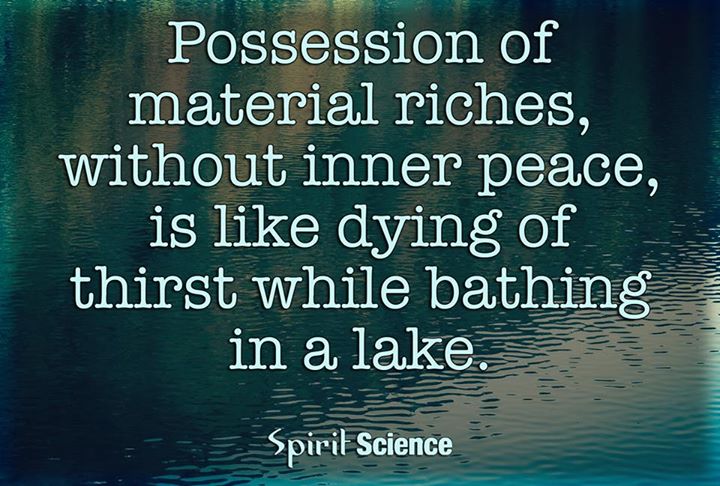 Possession of
material riches,
without inner peace,
is like dying of
thirst while bathing
in a lake.
Spirit Science